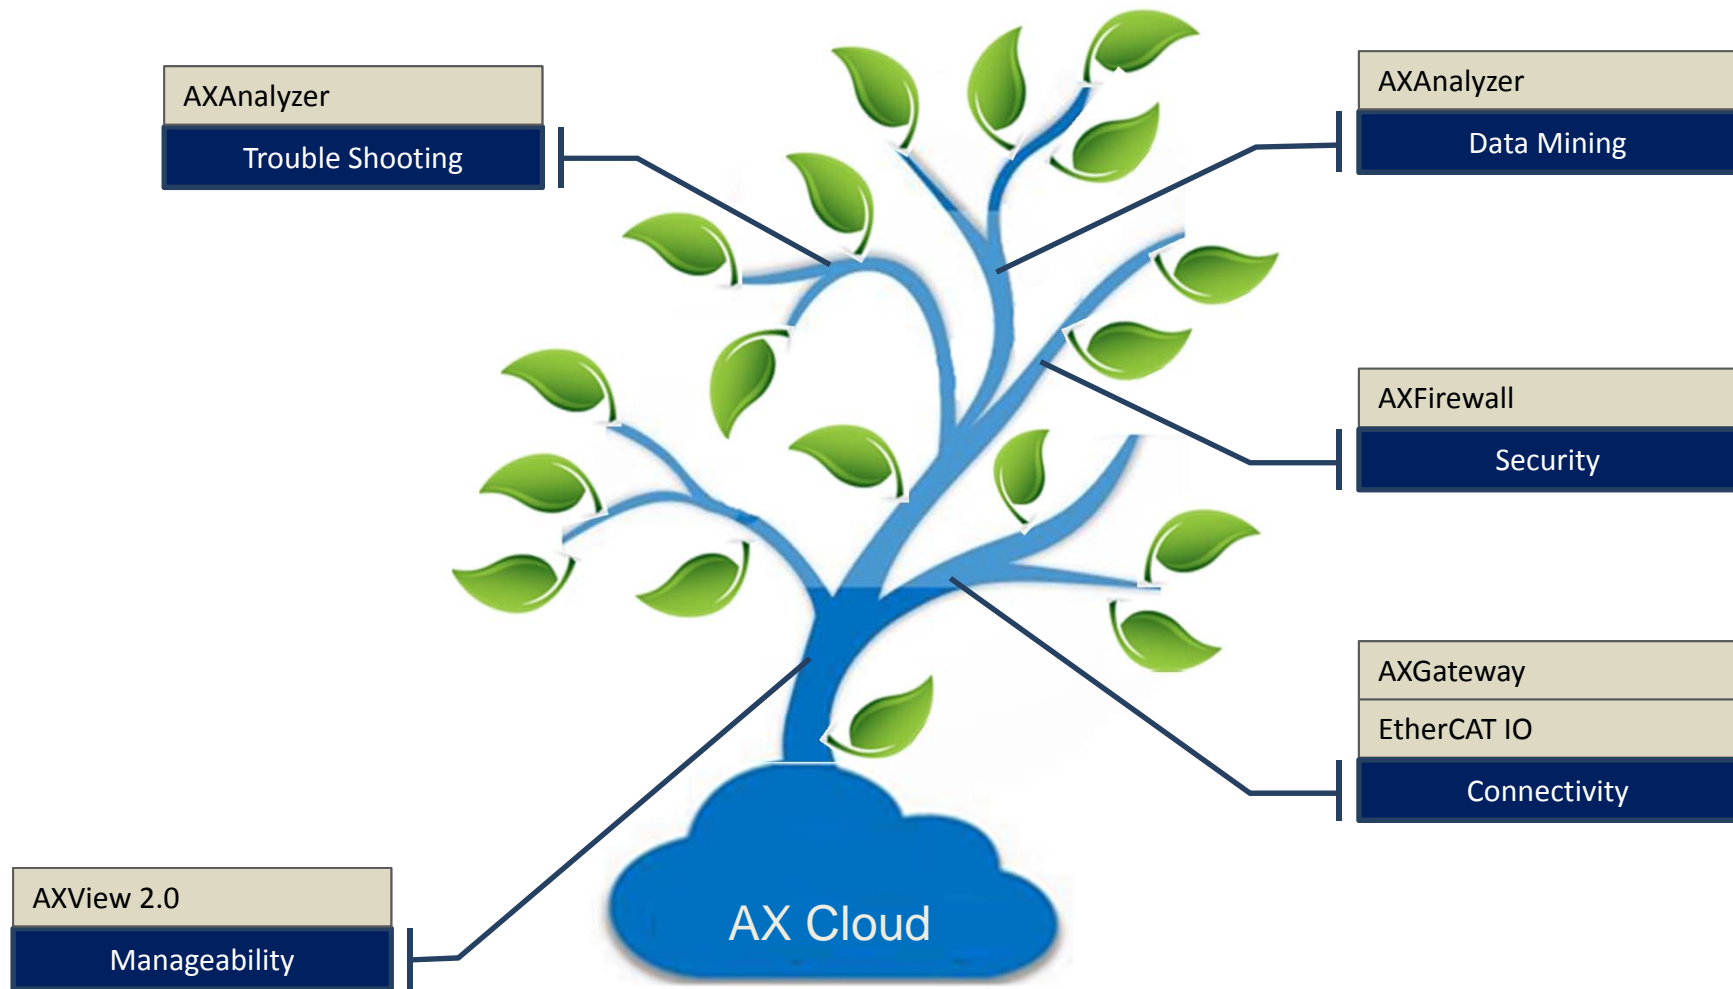 AXAnalyzer
Trouble Shooting
AXAnalyzer
Data Mining
AXFirewall
Security
AXGateway
EtherCAT IO
Connectivity
AXView 2.0
Manageability
AX Cloud